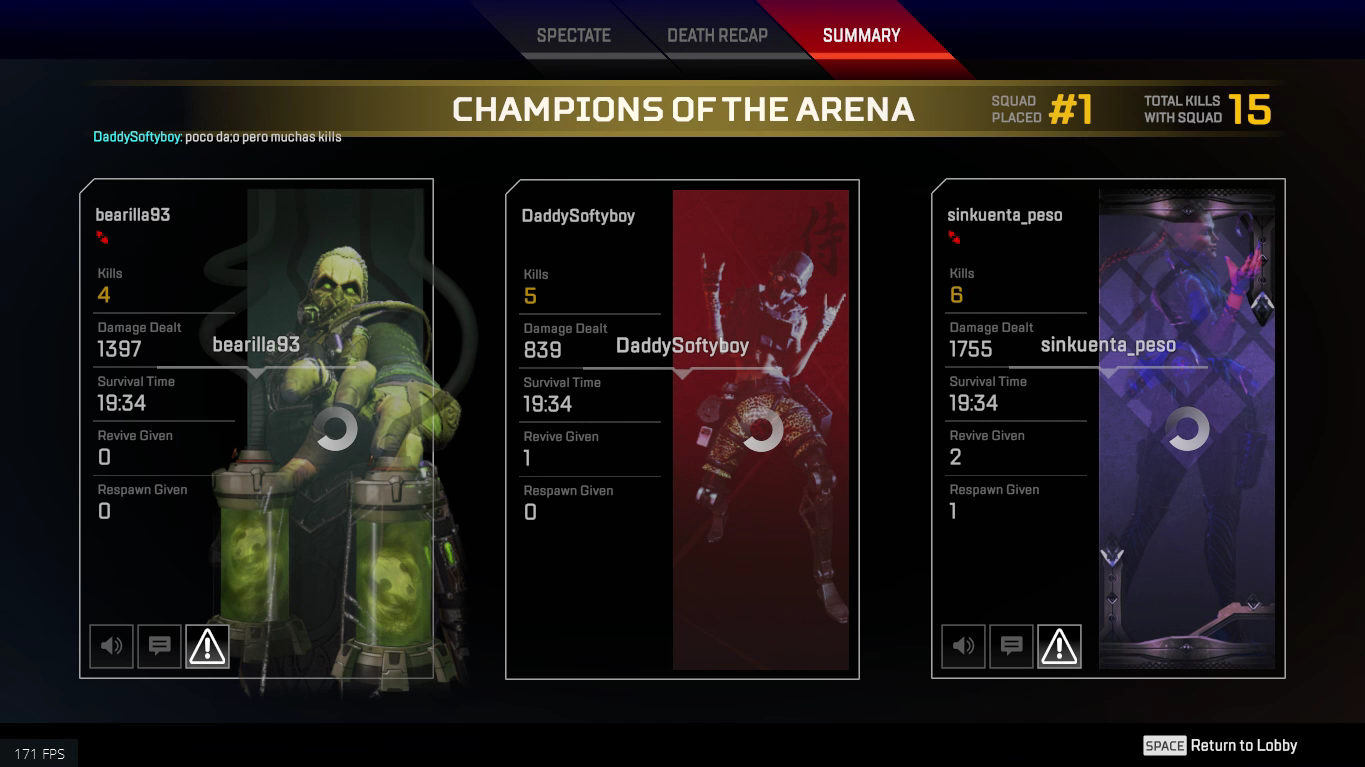 SPECTATE
DEATH RECAP
SUMMARY
CHAMPIONS OF THE ARENA
SQUAD PLACED #1
TOTAL KILLS WITH SQUAD 15
DaddySoftyboy: poco da;o pero muchas kills
bearilla93
Kills
4
Damage Dealt
1397
bearilla93
Survival Time
19:34
Revive Given
0
Respawn Given
0
DaddySoftyboy
Kills
5
Damage Dealt
839
DaddySoftyboy
Survival Time
19:34
Revive Given
1
Respawn Given
0
sinkuenta_peso
Kills
6
Damage Dealt
1755
sinkuenta_peso
Survival Time
19:34
Revive Given
2
Respawn Given
1
侍
171 FPS
SPACE Return to Lobby